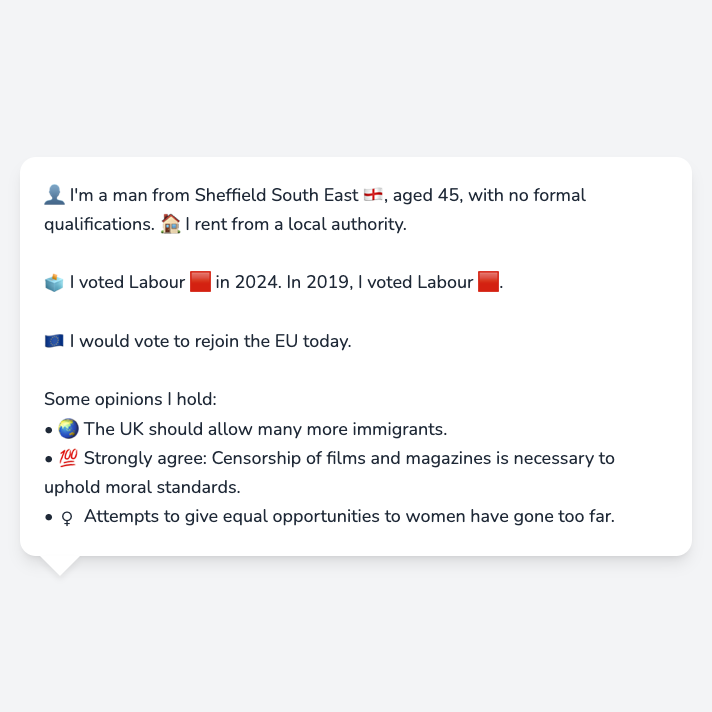 👤 I'm a man from Sheffield South East 🏴󠁧󠁢󠁥󠁮󠁧󠁿, aged 45, with no formal
qualifications. 🏠 I rent from a local authority.
🗳️ I voted Labour 🟥 in 2024. In 2019, I voted Labour 🟥.
🇪🇺 I would vote to rejoin the EU today.
Some opinions I hold:
• 🌏 The UK should allow many more immigrants.
• 💯 Strongly agree: Censorship of films and magazines is necessary to
uphold moral standards.
• ♀ Attempts to give equal opportunities to women have gone too far.